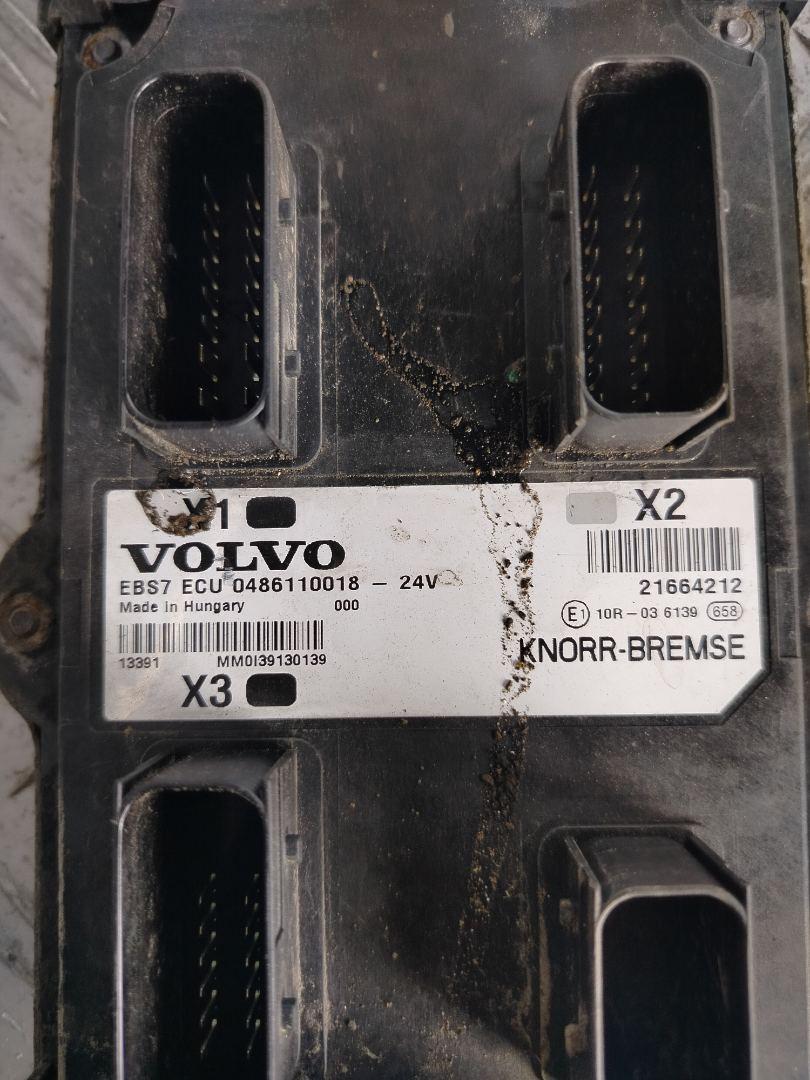 X1 X2
VOLVO
EBS7 ECU 0486110018 – 24V
Made in Hungary 000
21664212
E1 10R – 03 6139 658
KNORR-BREMSE
13391 MM0I39130139
X3